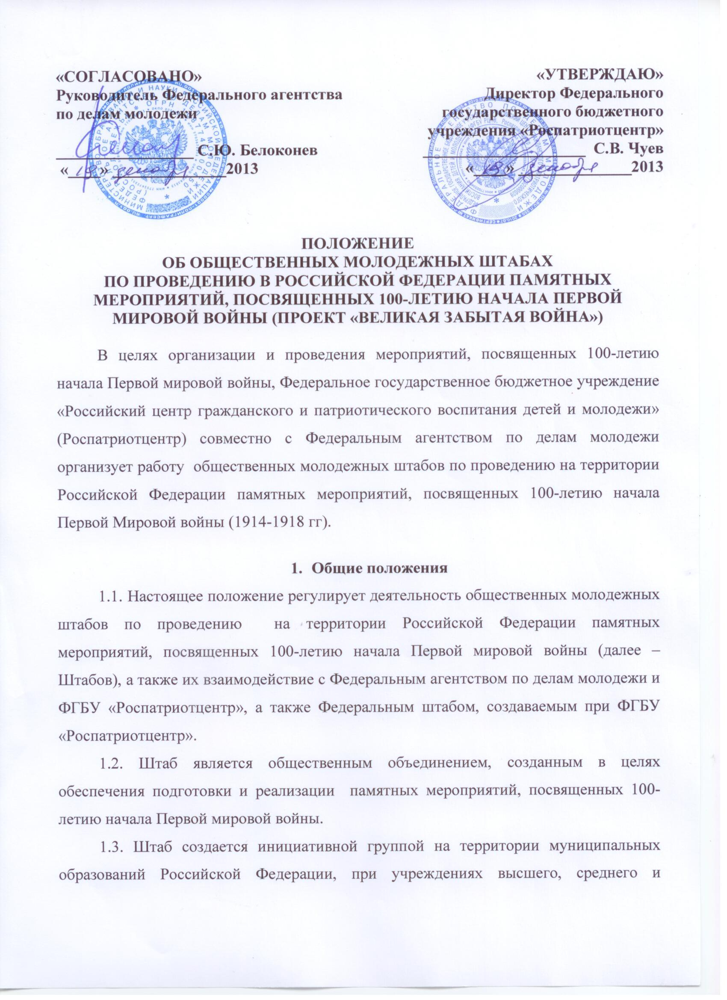 «СОГЛАСОВАНО»
Руководитель Федерального агентства
по делам молодежи
С.Ю. Белоконев
« » декабря 2013
«УТВЕРЖДАЮ»
Директор Федерального
государственного бюджетного
учреждения «Роспатриотцентр»
С.В. Чуев
« » декабря 2013
ПОЛОЖЕНИЕ
ОБ ОБЩЕСТВЕННЫХ МОЛОДЕЖНЫХ ШТАБАХ
ПО ПРОВЕДЕНИЮ В РОССИЙСКОЙ ФЕДЕРАЦИИ ПАМЯТНЫХ
МЕРОПРИЯТИЙ, ПОСВЯЩЕННЫХ 100-ЛЕТИЮ НАЧАЛА ПЕРВОЙ
МИРОВОЙ ВОЙНЫ (ПРОЕКТ «ВЕЛИКАЯ ЗАБЫТАЯ ВОЙНА»)
В целях организации и проведения мероприятий, посвященных 100-летию
начала Первой мировой войны, Федеральное государственное бюджетное учреждение
«Российский центр гражданского и патриотического воспитания детей и молодежи»
(Роспатриотцентр) совместно с Федеральным агентством по делам молодежи
организует работу общественных молодежных штабов по проведению на территории
Российской Федерации памятных мероприятий, посвященных 100-летию начала
Первой Мировой войны (1914-1918 гг).
1. Общие положения
1.1. Настоящее положение регулирует деятельность общественных молодежных
штабов по проведению на территории Российской Федерации памятных
мероприятий, посвященных 100-летию начала Первой мировой войны (далее –
Штабов), а также их взаимодействие с Федеральным агентством по делам молодежи и
ФГБУ «Роспатриотцентр», а также Федеральным штабом, создаваемым при ФГБУ
«Роспатриотцентр».
1.2. Штаб является общественным объединением, созданным в целях
обеспечения подготовки и реализации памятных мероприятий, посвященных 100-
летию начала Первой мировой войны.
1.3. Штаб создается инициативной группой на территории муниципальных
образований Российской Федерации, при учреждениях высшего, среднего и